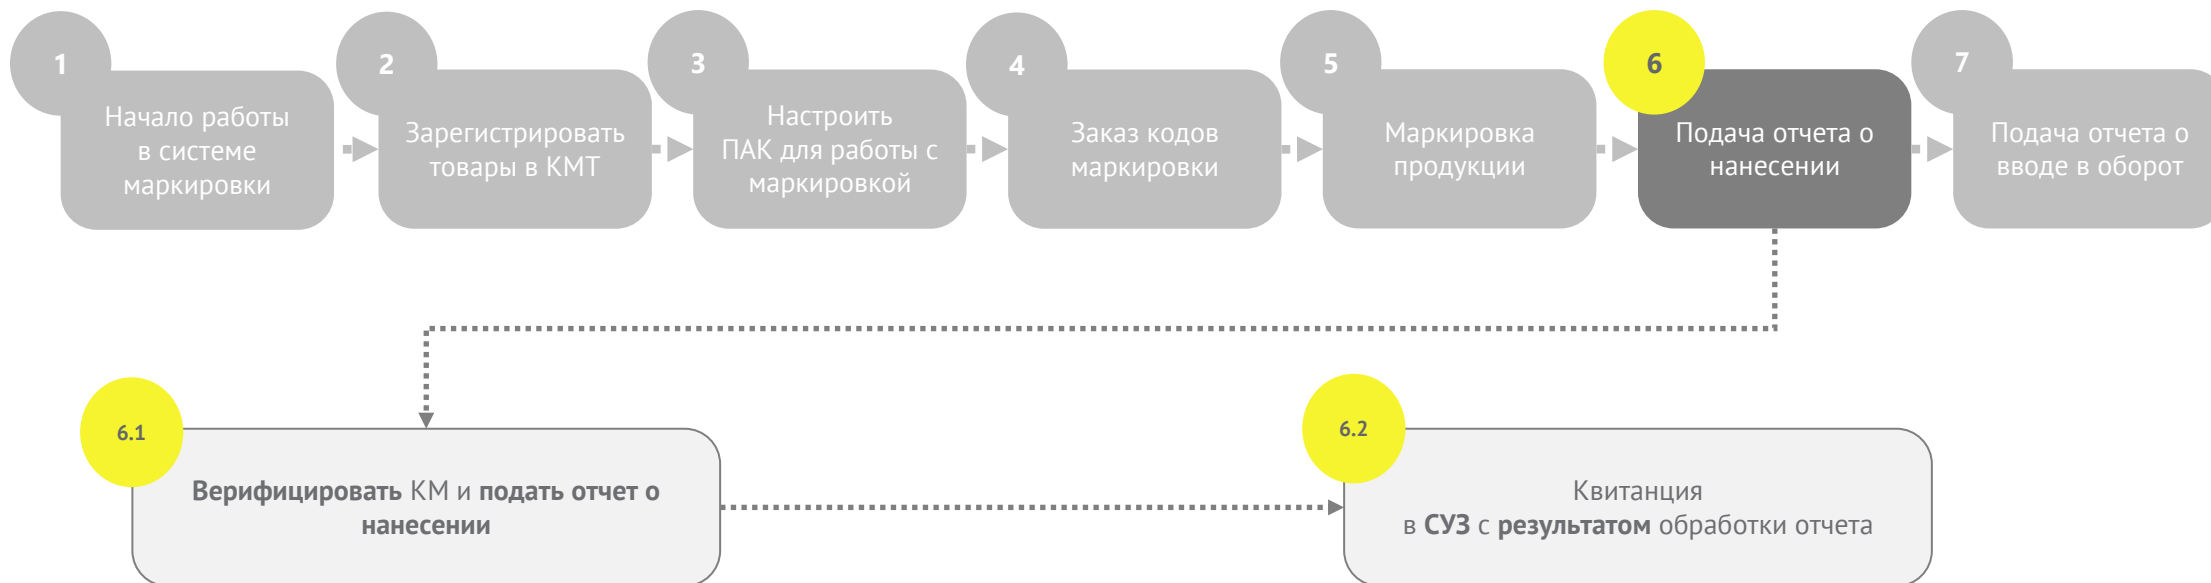 1
Начало работы
в системе
маркировки
2
Зарегистрировать
товары в КМТ
3
Настроить
ПАК для работы с
маркировкой
4
Заказ кодов
маркировки
5
Маркировка
продукции
6
Подача отчета о
нанесении
7
Подача отчета о
вводе в оборот
6.1
Верифицировать КМ и подать отчет о
нанесении
6.2
Квитанция
в СУЗ с результатом обработки отчета